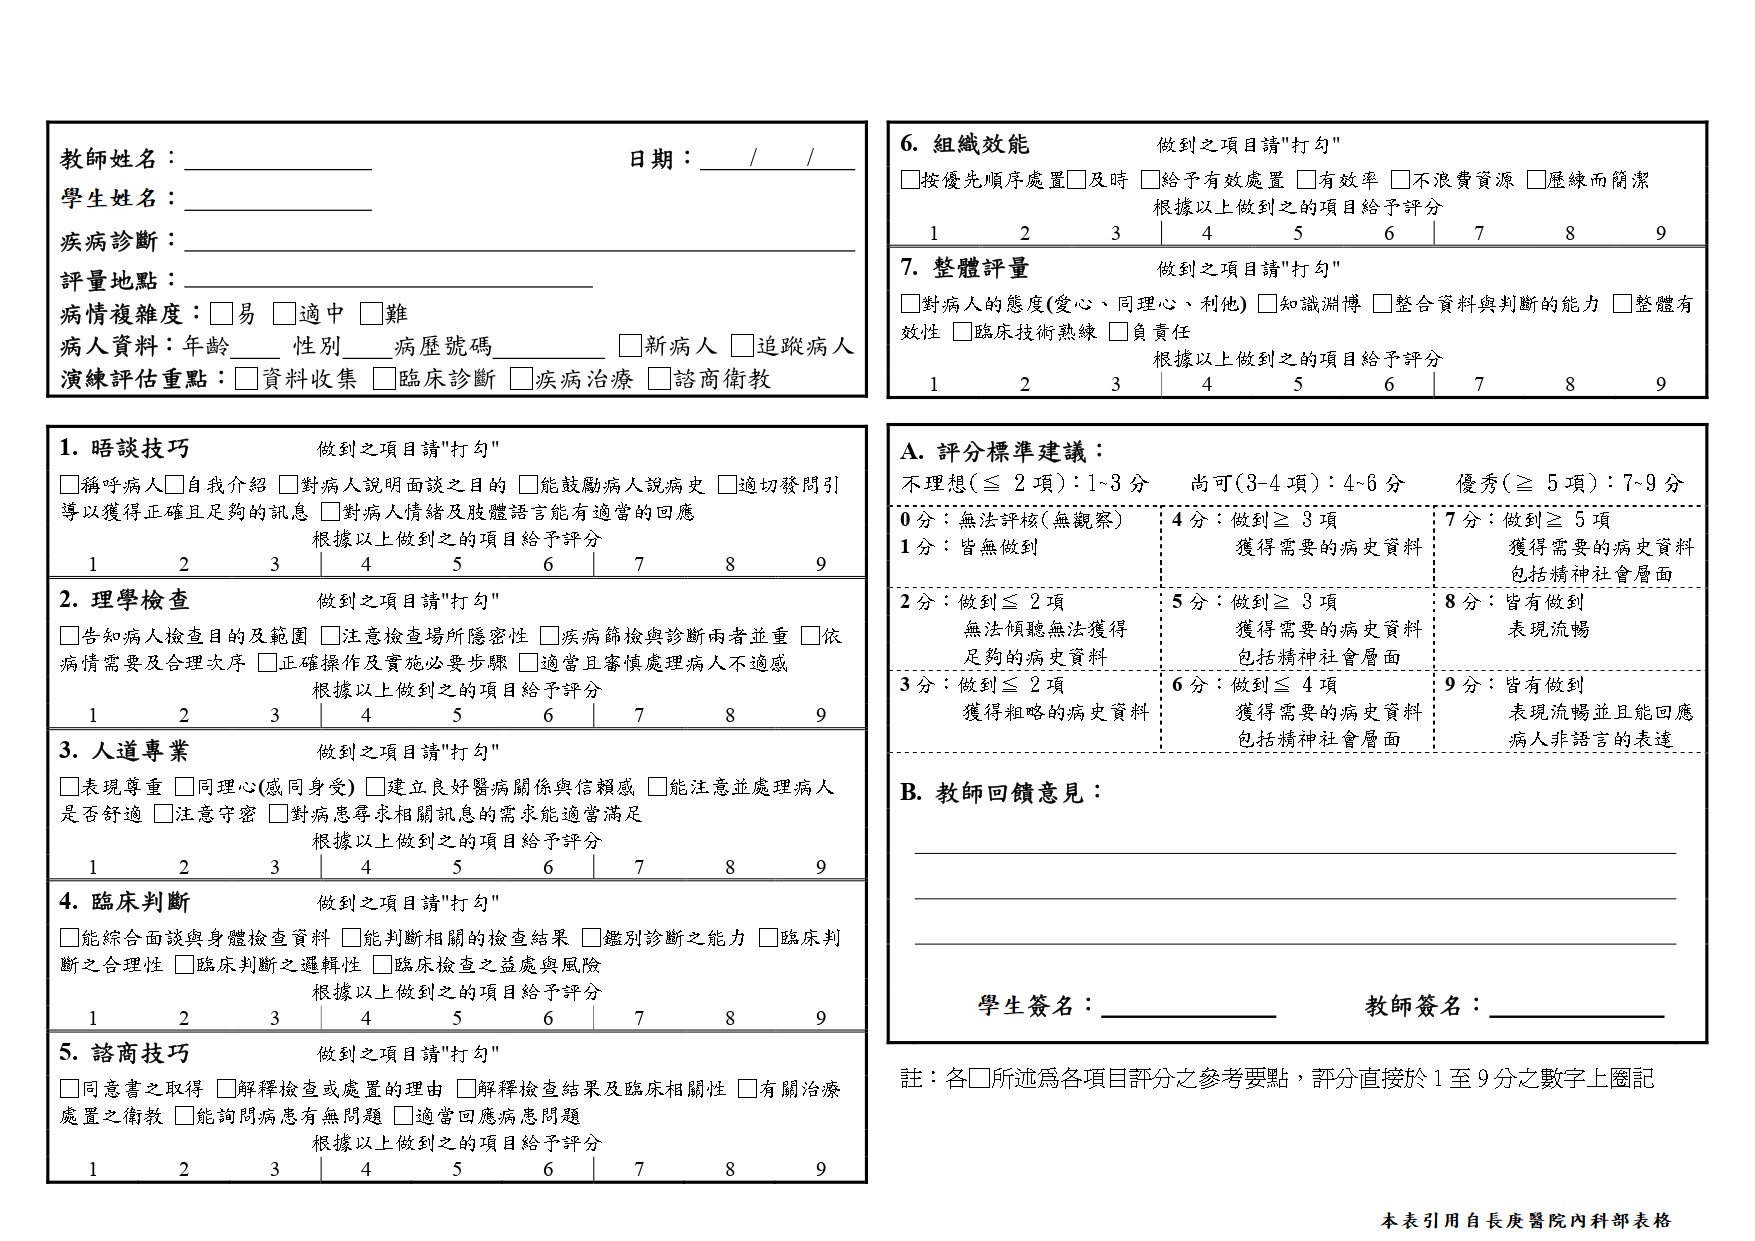 教師姓名：　日期：　/　/
學生姓名：
疾病診斷：
評量地點：
病情複雜度：□易 □適中 □難
病人資料：年齡____ 性別____病歷號碼_________ □新病人 □追蹤病人
演練評估重點：□資料收集 □臨床診斷 □疾病治療 □諮商衛教
1. 晤談技巧　做到之項目請"打勾"
□稱呼病人□自我介紹 □對病人說明面談之目的 □能鼓勵病人說病史 □適切發問引
導以獲得正確且足夠的訊息 □對病人情緒及肢體語言能有適當的回應
根據以上做到之的項目給予評分
1 2 3 4 5 6 7 8 9
2. 理學檢查　做到之項目請"打勾"
□告知病人檢查目的及範圍 □注意檢查場所隱密性 □疾病篩檢與診斷兩者並重 □依
病情需要及合理次序 □正確操作及實施必要步驟 □適當且審慎處理病人不適感
根據以上做到之的項目給予評分
1 2 3 4 5 6 7 8 9
3. 人道專業　做到之項目請"打勾"
□表現尊重 □同理心(感同身受) □建立良好醫病關係與信賴感 □能注意並處理病人
是否舒適 □注意守密 □對病患尋求相關訊息的需求能適當滿足
根據以上做到之的項目給予評分
1 2 3 4 5 6 7 8 9
4. 臨床判斷　做到之項目請"打勾"
□能綜合面談與身體檢查資料 □能判斷相關的檢查結果 □鑑別診斷之能力 □臨床判
斷之合理性 □臨床判斷之邏輯性 □臨床檢查之益處與風險
根據以上做到之的項目給予評分
1 2 3 4 5 6 7 8 9
5. 諮商技巧　做到之項目請"打勾"
□同意書之取得 □解釋檢查或處置的理由 □解釋檢查結果及臨床相關性 □有關治療
處置之衛教 □能詢問病患有無問題 □適當回應病患問題
根據以上做到之的項目給予評分
1 2 3 4 5 6 7 8 9
6. 組織效能　做到之項目請"打勾"
□按優先順序處置□及時 □給予有效處置 □有效率 □不浪費資源 □歷練而簡潔
根據以上做到之的項目給予評分
1 2 3 4 5 6 7 8 9
7. 整體評量　做到之項目請"打勾"
□對病人的態度(愛心、同理心、利他) □知識淵博 □整合資料與判斷的能力 □整體有
效性 □臨床技術熟練 □負責任
根據以上做到之的項目給予評分
1 2 3 4 5 6 7 8 9
A. 評分標準建議：
不理想(≦ 2 項)：1~3 分　尚可(3-4 項)：4~6 分　優秀(≧ 5 項)：7~9 分
0 分：無法評核(無觀察)
1 分：皆無做到
4 分：做到≧ 3 項
獲得需要的病史資料
7 分：做到≧ 5 項
獲得需要的病史資料
包括精神社會層面
2 分：做到≦ 2 項
無法傾聽無法獲得
足夠的病史資料
5 分：做到≧ 3 項
獲得需要的病史資料
包括精神社會層面
8 分：皆有做到
表現流暢
3 分：做到≦ 2 項
獲得粗略的病史資料
6 分：做到≦ 4 項
獲得需要的病史資料
包括精神社會層面
9 分：皆有做到
表現流暢並且能回應
病人非語言的表達
B. 教師回饋意見：
學生簽名：　教師簽名：
註：各□所述為各項目評分之參考要點，評分直接於 1 至 9 分之數字上圈記
本表引用自長庚醫院內科部表格